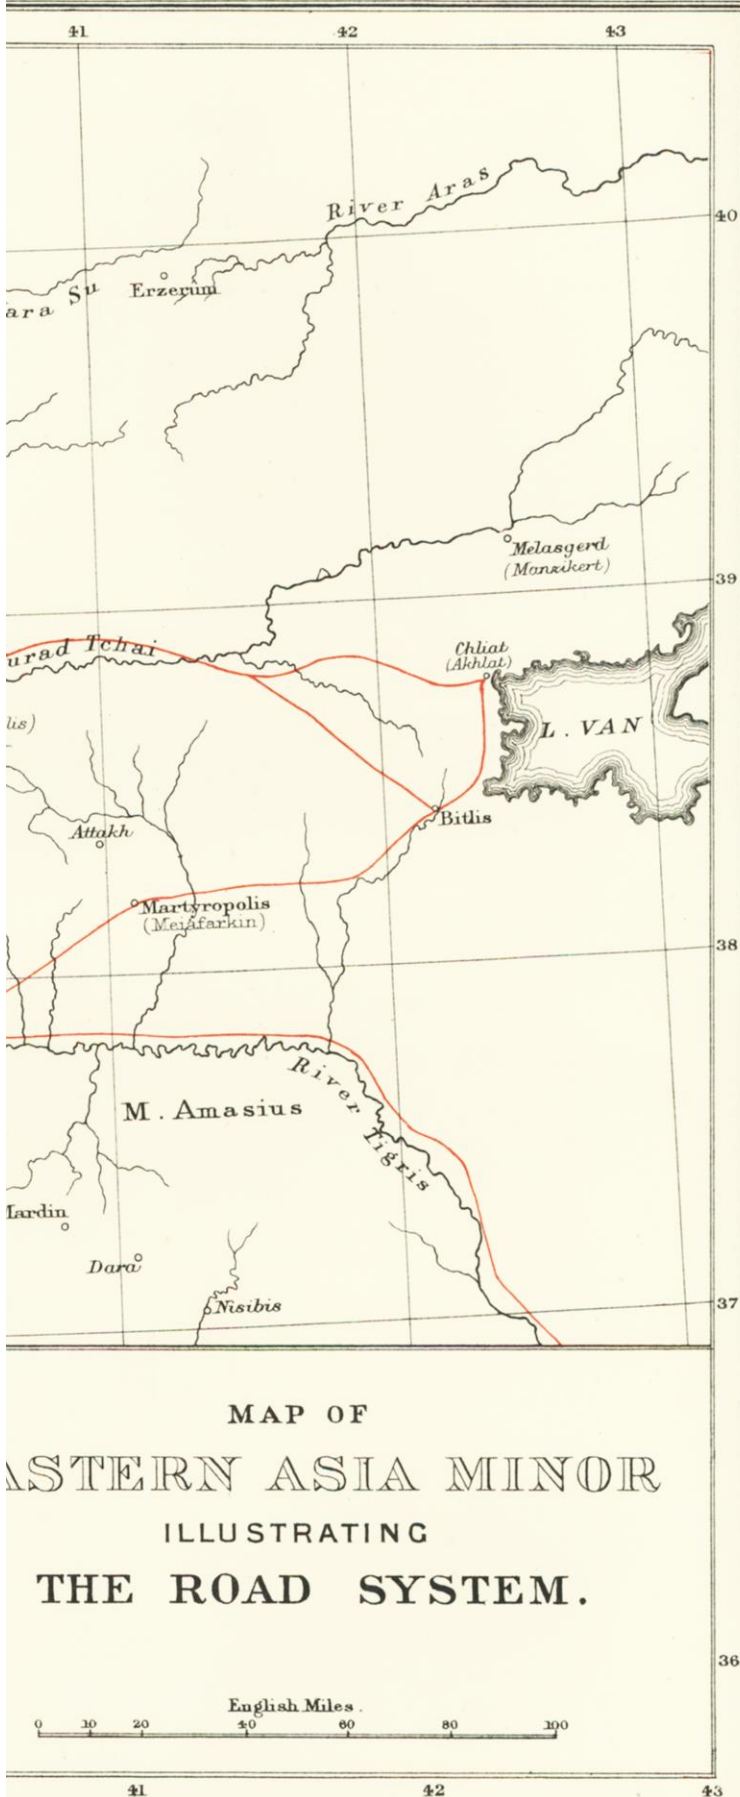 41 42 43
River Aras
40
ara Su
Erzerûm
Melasgerd
(Manzikert)
39
urad Tchai
Chliat
(Akhlat)
lis)
L. VAN
Attakh
Bitlis
Martyropolis
(Meiafarkin)
38
River Tigris
M. Amasius
Mardin
Dara
Nisibis
37
MAP OF
ASTERN ASIA MINOR
ILLUSTRATING
THE ROAD SYSTEM.
36
English Miles.
0 10 20 40 60 80 100
41 42 43